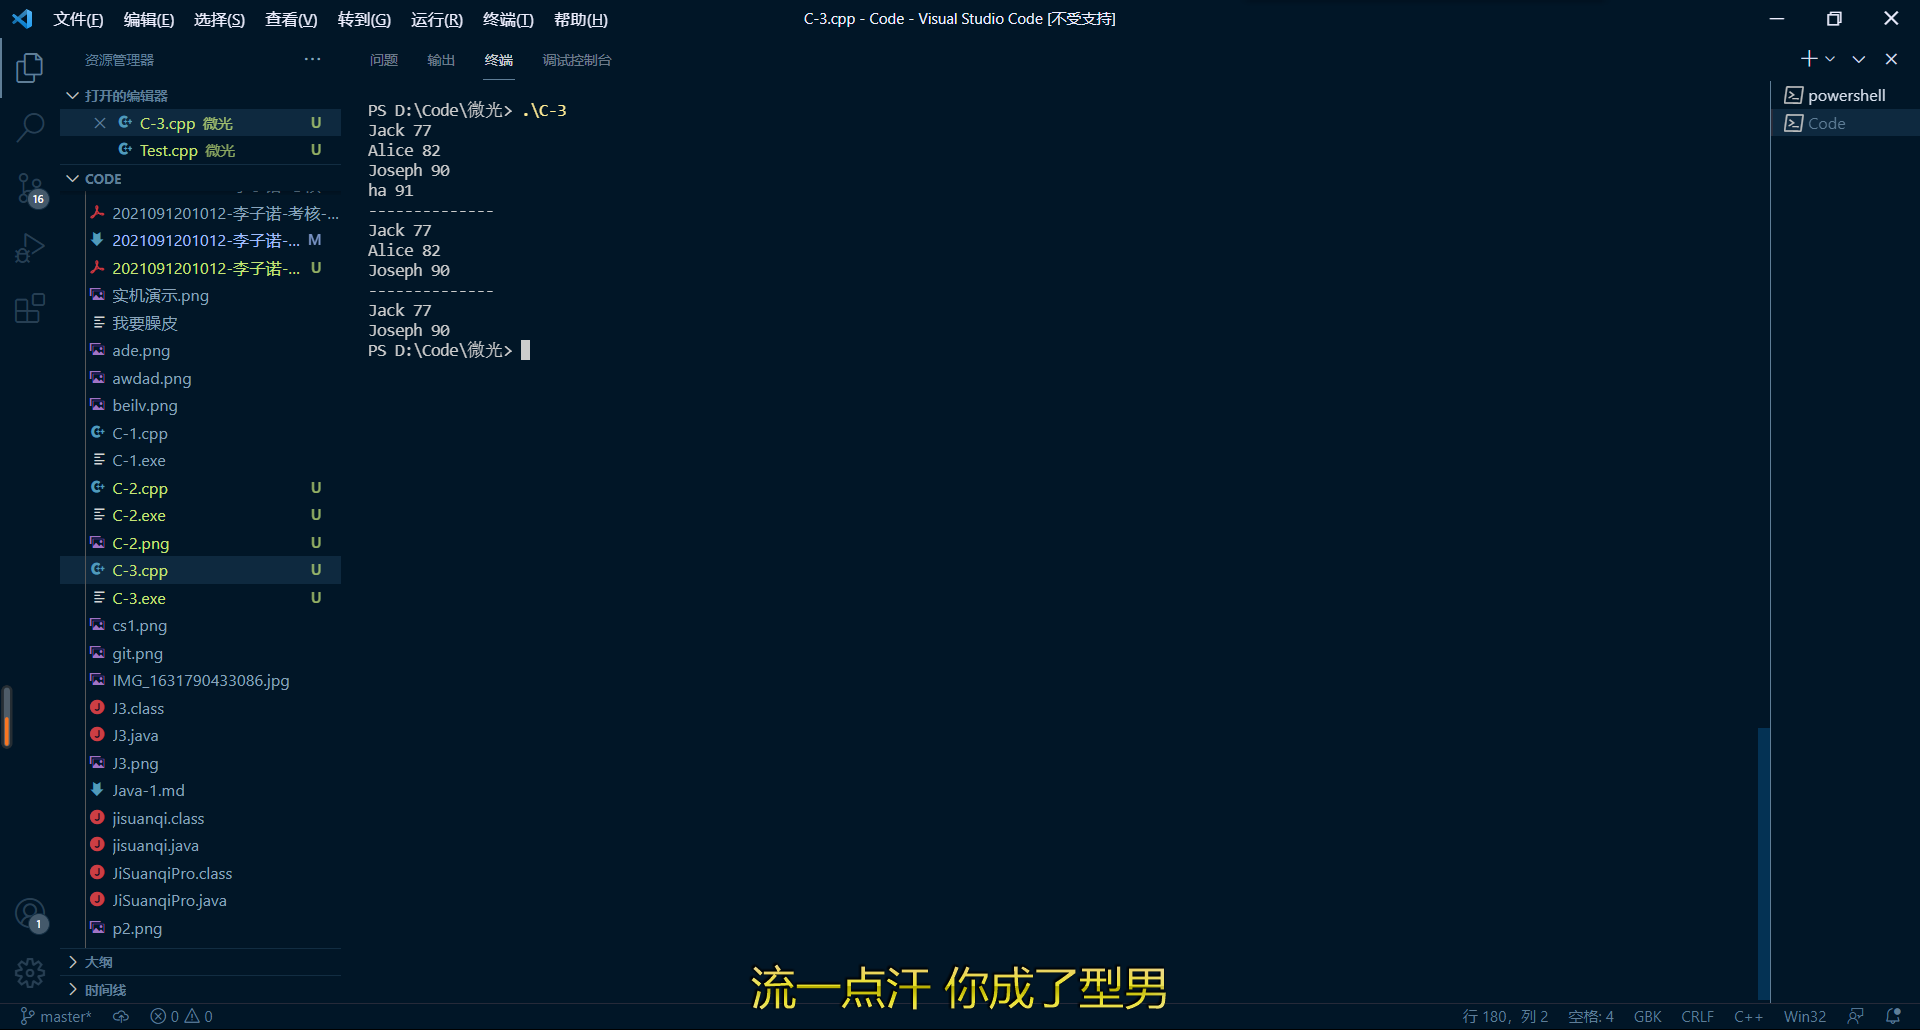 文件(F) 编辑(E) 选择(S) 查看(V) 转到(G) 运行(R) 终端(T) 帮助(H)
C-3.cpp - Code - Visual Studio Code [不受支持]
资源管理器
打开的编辑器
C-3.cpp 微光 U
Test.cpp 微光 U
CODE
2021091201012-李子诺-考核-...
2021091201012-李子诺-... M
2021091201012-李子诺-... U
实机演示.png
我要臊皮
ade.png
awdad.png
beilv.png
C-1.cpp
C-1.exe
C-2.cpp U
C-2.exe U
C-2.png U
C-3.cpp U
C-3.exe U
cs1.png
git.png
IMG_1631790433086.jpg
J3.class
J3.java
J3.png
Java-1.md
jisuanqi.class
jisuanqi.java
JiSuanqiPro.class
JiSuanqiPro.java
p2.png
大纲
时间线
16
1
问题 输出 终端 调试控制台
PS D:\Code\微光> .\C-3
Jack 77
Alice 82
Joseph 90
ha 91
--------------
Jack 77
Alice 82
Joseph 90
--------------
Jack 77
Joseph 90
PS D:\Code\微光>
powershell
Code
流一点汗 你成了型男
master* 0 0
行 180，列 2 空格: 4 GBK CRLF C++ Win32